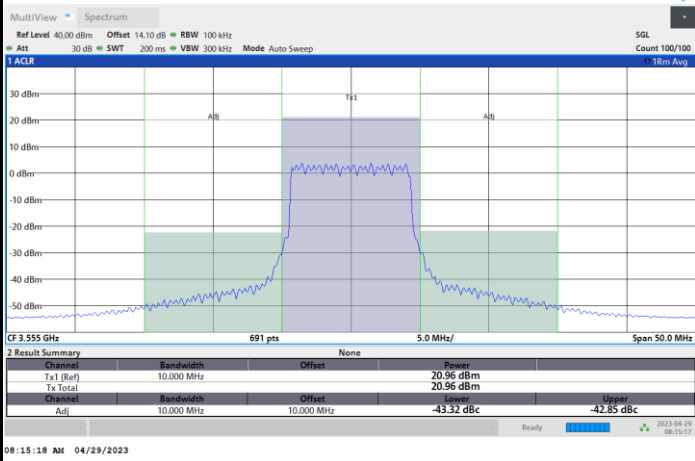 MultiView Spectrum
Ref Level 40.00 dBm Offset 14.10 dB RBW 100 kHz SGL
Att 30 dB SWT 200 ms VBW 300 kHz Mode Auto Sweep Count 100/100
1 ACLR 1Rm Avg
30 dBm
Tx1
20 dBm Adj Adj
10 dBm
0 dBm
-10 dBm
-20 dBm
-30 dBm
-40 dBm
-50 dBm
CF 3.555 GHz 691 pts 5.0 MHz/ Span 50.0 MHz
2 Result Summary None
Channel Bandwidth Offset Power
Tx1 (Ref) 10.000 MHz 20.96 dBm
Tx Total 20.96 dBm
Channel Bandwidth Offset Lower Upper
Adj 10.000 MHz 10.000 MHz -43.32 dBc -42.85 dBc
Ready 2023-04-29
08:15:17
08:15:18 AM 04/29/2023